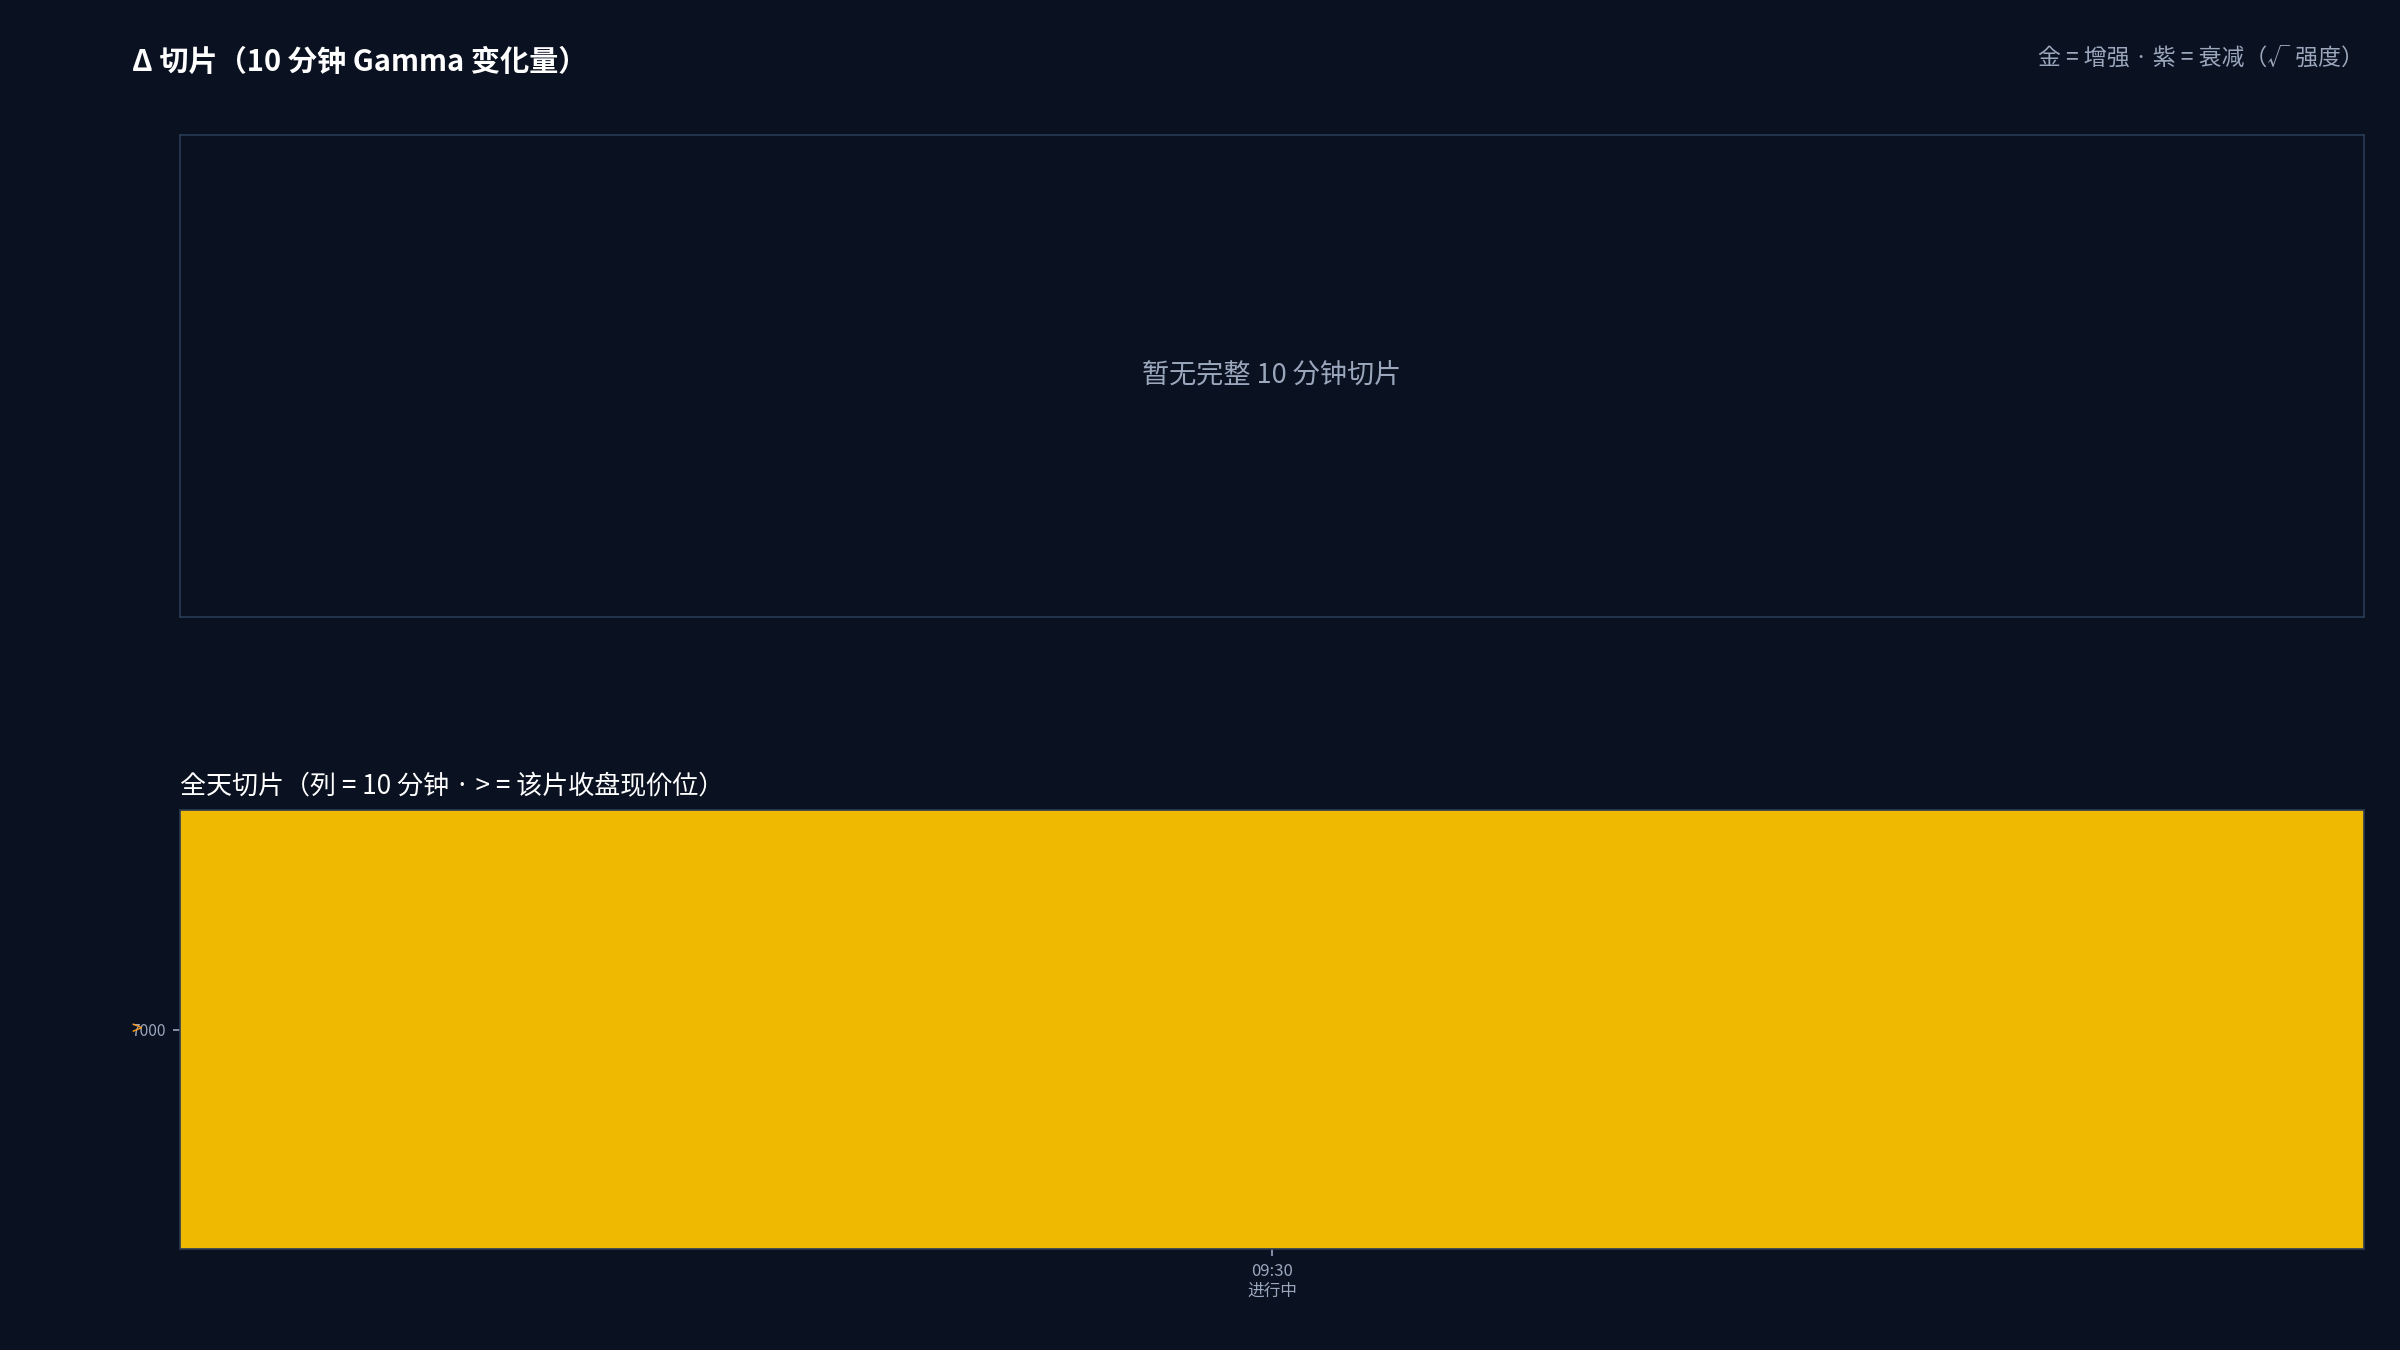 Δ 切片（10 分钟 Gamma 变化量）
金 = 增强 · 紫 = 衰减（√ 强度）
暂无完整 10 分钟切片
全天切片（列 = 10 分钟 · > = 该片收盘现价位）
> 7000
09:30
进行中